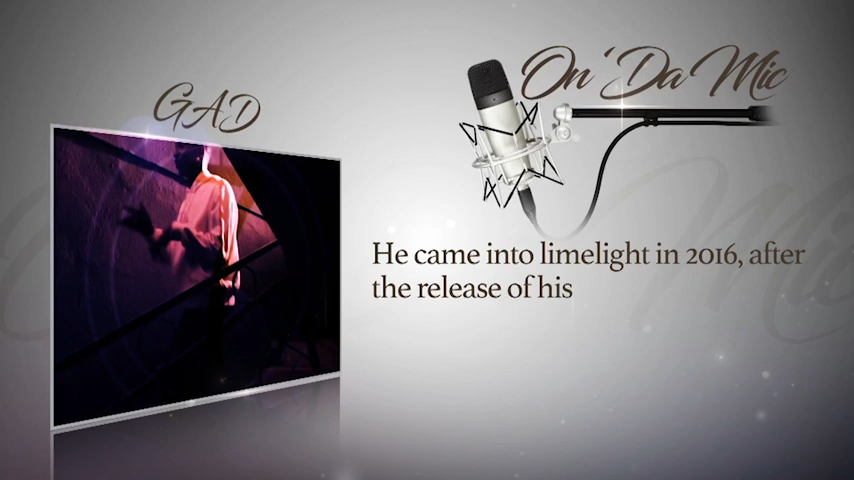 GAD
On 'Da Mic
He came into limelight in 2016, after
the release of his